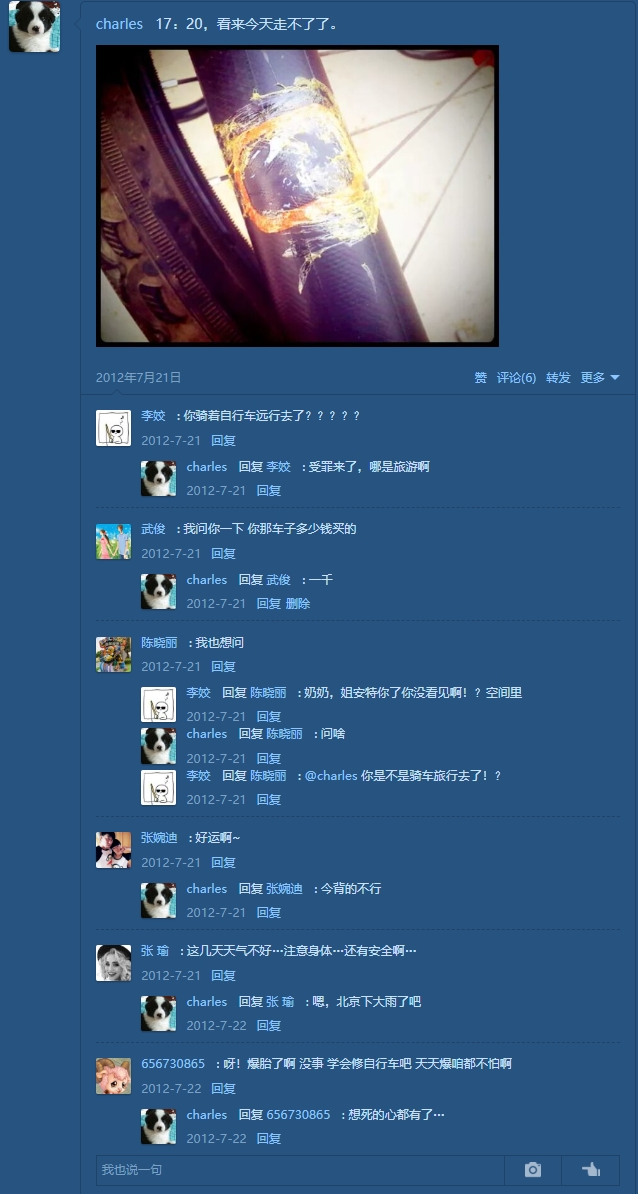 charles 17：20，看来今天走不了了。
2012年7月21日 赞 评论(6) 转发 更多
李姣 : 你骑着自行车远行去了？？？？？
2012-7-21 回复
charles 回复 李姣 : 受罪来了，哪是旅游啊
2012-7-21 回复
武俊 : 我问你一下 你那车子多少钱买的
2012-7-21 回复
charles 回复 武俊 : 一千
2012-7-21 回复 删除
陈晓丽 : 我也想问
2012-7-21 回复
李姣 回复 陈晓丽 : 奶奶，姐安特你了你没看见啊！？空间里
2012-7-21 回复
charles 回复 陈晓丽 : 问啥
2012-7-21 回复
李姣 回复 陈晓丽 : @charles 你是不是骑车旅行去了！？
2012-7-21 回复
张婉迪 : 好运啊~
2012-7-21 回复
charles 回复 张婉迪 : 今背的不行
2012-7-21 回复
张 瑜 : 这几天天气不好…注意身体…还有安全啊…
2012-7-21 回复
charles 回复 张 瑜 : 嗯，北京下大雨了吧
2012-7-22 回复
656730865 : 呀！爆胎了啊 没事 学会修自行车吧 天天爆咱都不怕啊
2012-7-22 回复
charles 回复 656730865 : 想死的心都有了…
2012-7-22 回复
我也说一句